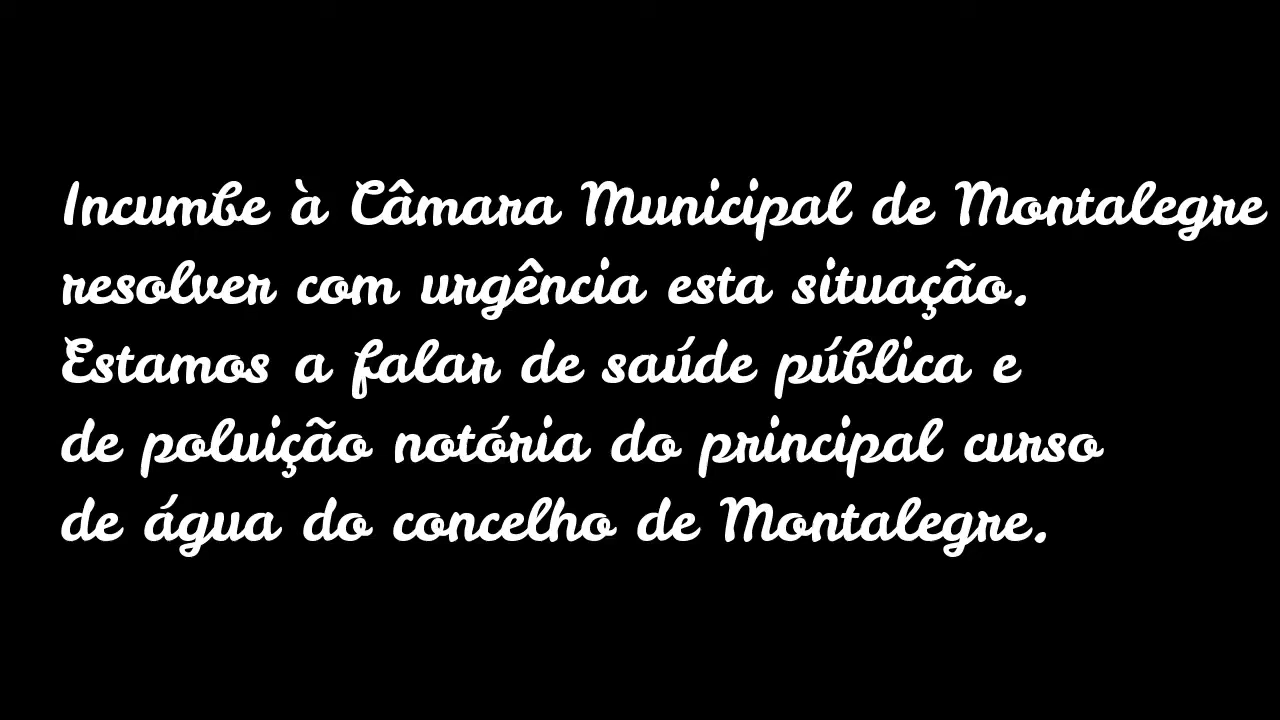 Incumbe à Câmara Municipal de Montalegre
resolver com urgência esta situação.
Estamos a falar de saúde pública e
de poluição notória do principal curso
de água do concelho de Montalegre.